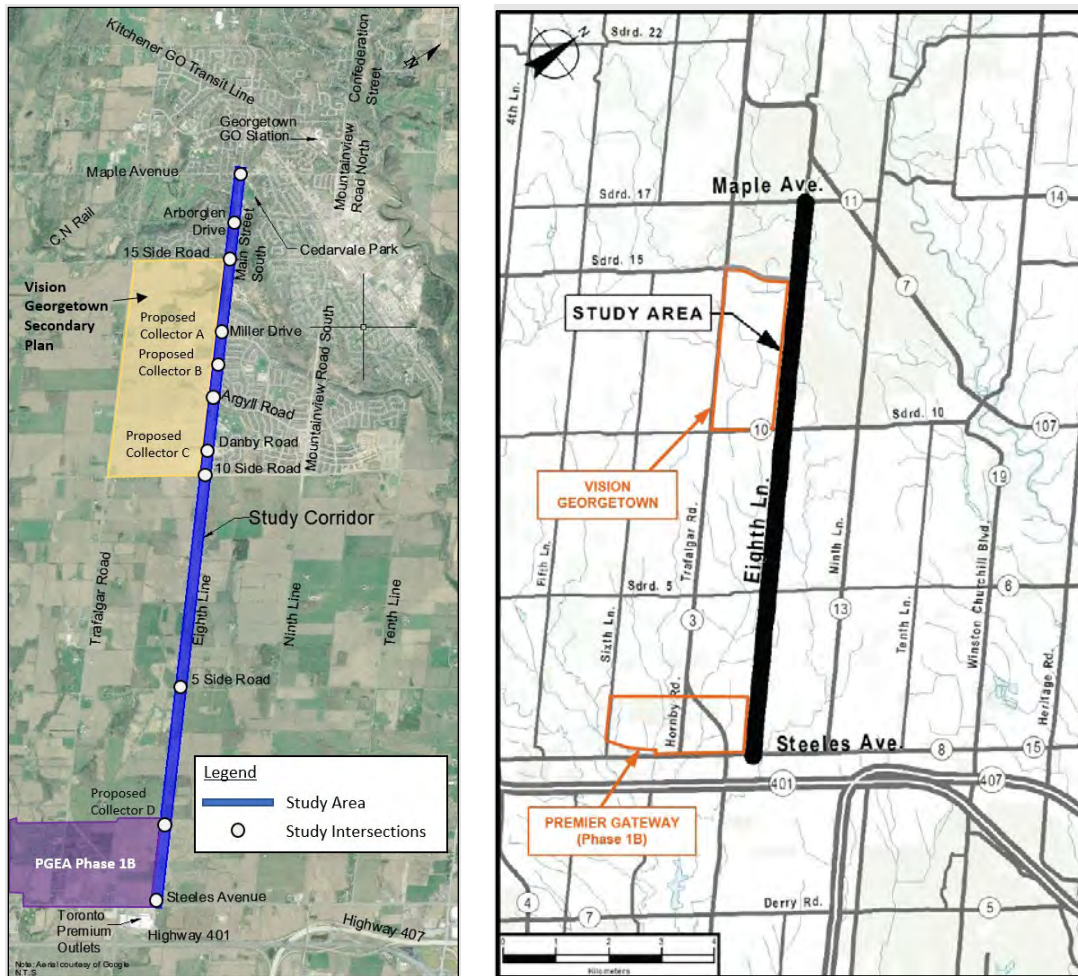 Kitchener GO Transit Line
Confederation
Street
N
Georgetown
GO Station
Mountainview
Road North
Maple Avenue
Arborglen
Drive
Main Street
South
Cedarvale Park
C.N Rail
15 Side Road
Vision
Georgetown
Secondary
Plan
Proposed
Collector A
Miller Drive
Proposed
Collector B
Argyll Road
Mountainview Road South
Proposed
Collector C
Danby Road
10 Side Road
Study Corridor
Trafalgar Road
Eighth Line
Ninth Line
Tenth Line
5 Side Road
Legend
Study Area
Study Intersections
Proposed
Collector D
PGEA Phase 1B
Steeles Avenue
Toronto
Premium
Outlets
Highway 401
Highway 407
Note: Aerial courtesy of Google
N.T.S
N
Sdrd. 22
4th Ln.
Maple Ave.
Sdrd. 17
11
14
Sdrd. 15
7
STUDY AREA
Sdrd. 10
10
107
19
VISION
GEORGETOWN
Fifth Ln.
Trafalgar Rd.
Eighth Ln.
Ninth Ln.
Winston Churchill Blvd.
Sdrd. 5
6
3
13
Sixth Ln.
Tenth Ln.
Hornby Rd.
Heritage Rd.
Steeles Ave.
8
15
401
407
PREMIER GATEWAY
(Phase 1B)
4
7
Derry Rd.
5
0
1
2
3
4
Kilometers